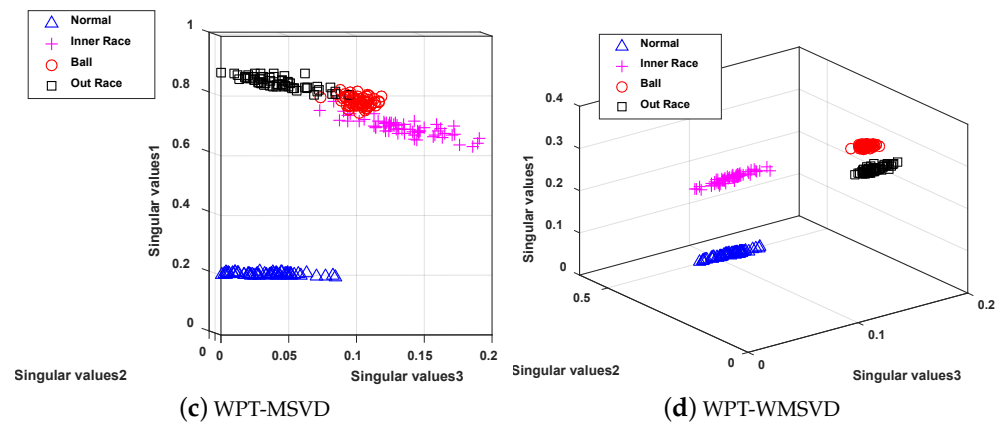 Normal
Inner Race
Ball
Out Race
1
0.8
0.6
0.4
0.2
0
Singular values1
0
0
0.05
0.1
0.15
0.2
Singular values2
Singular values3
(c) WPT-MSVD
Normal
Inner Race
Ball
Out Race
0.4
0.3
0.2
0.1
0
Singular values1
0.5
0
0
0.1
0.2
Singular values2
Singular values3
(d) WPT-WMSVD